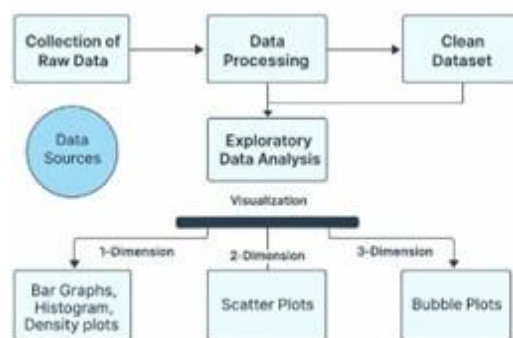 Collection of
Raw Data
Data
Processing
Clean
Dataset
Data
Sources
Exploratory
Data Analysis
Visualization
1-Dimension
2-Dimension
3-Dimension
Bar Graphs,
Histogram,
Density plots
Scatter Plots
Bubble Plots